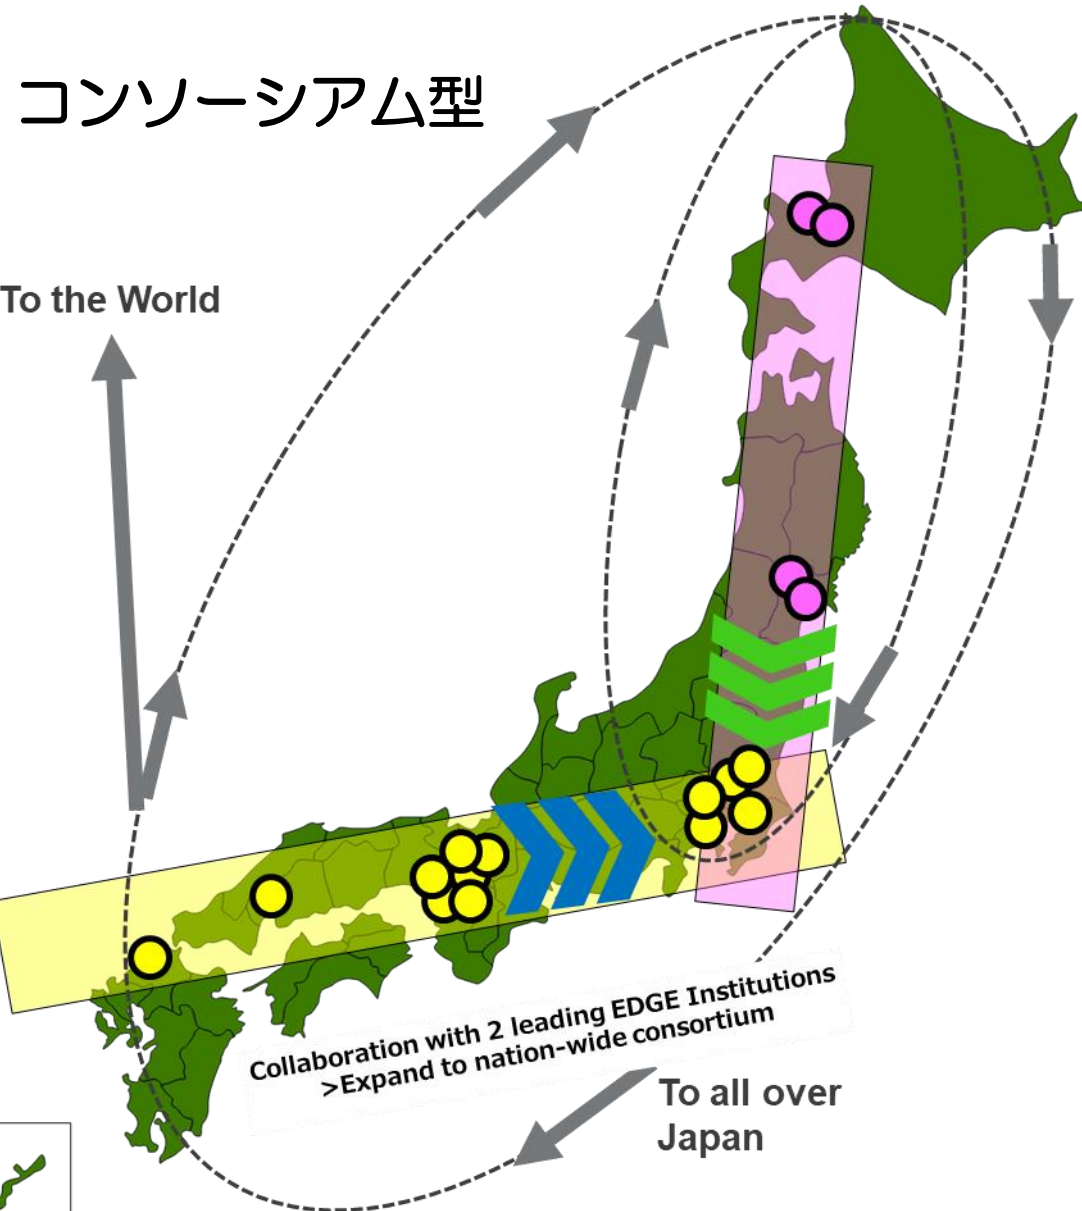 コンソーシアム型
To the World
Collaboration with 2 leading EDGE Institutions
>Expand to nation-wide consortium
To all over
Japan